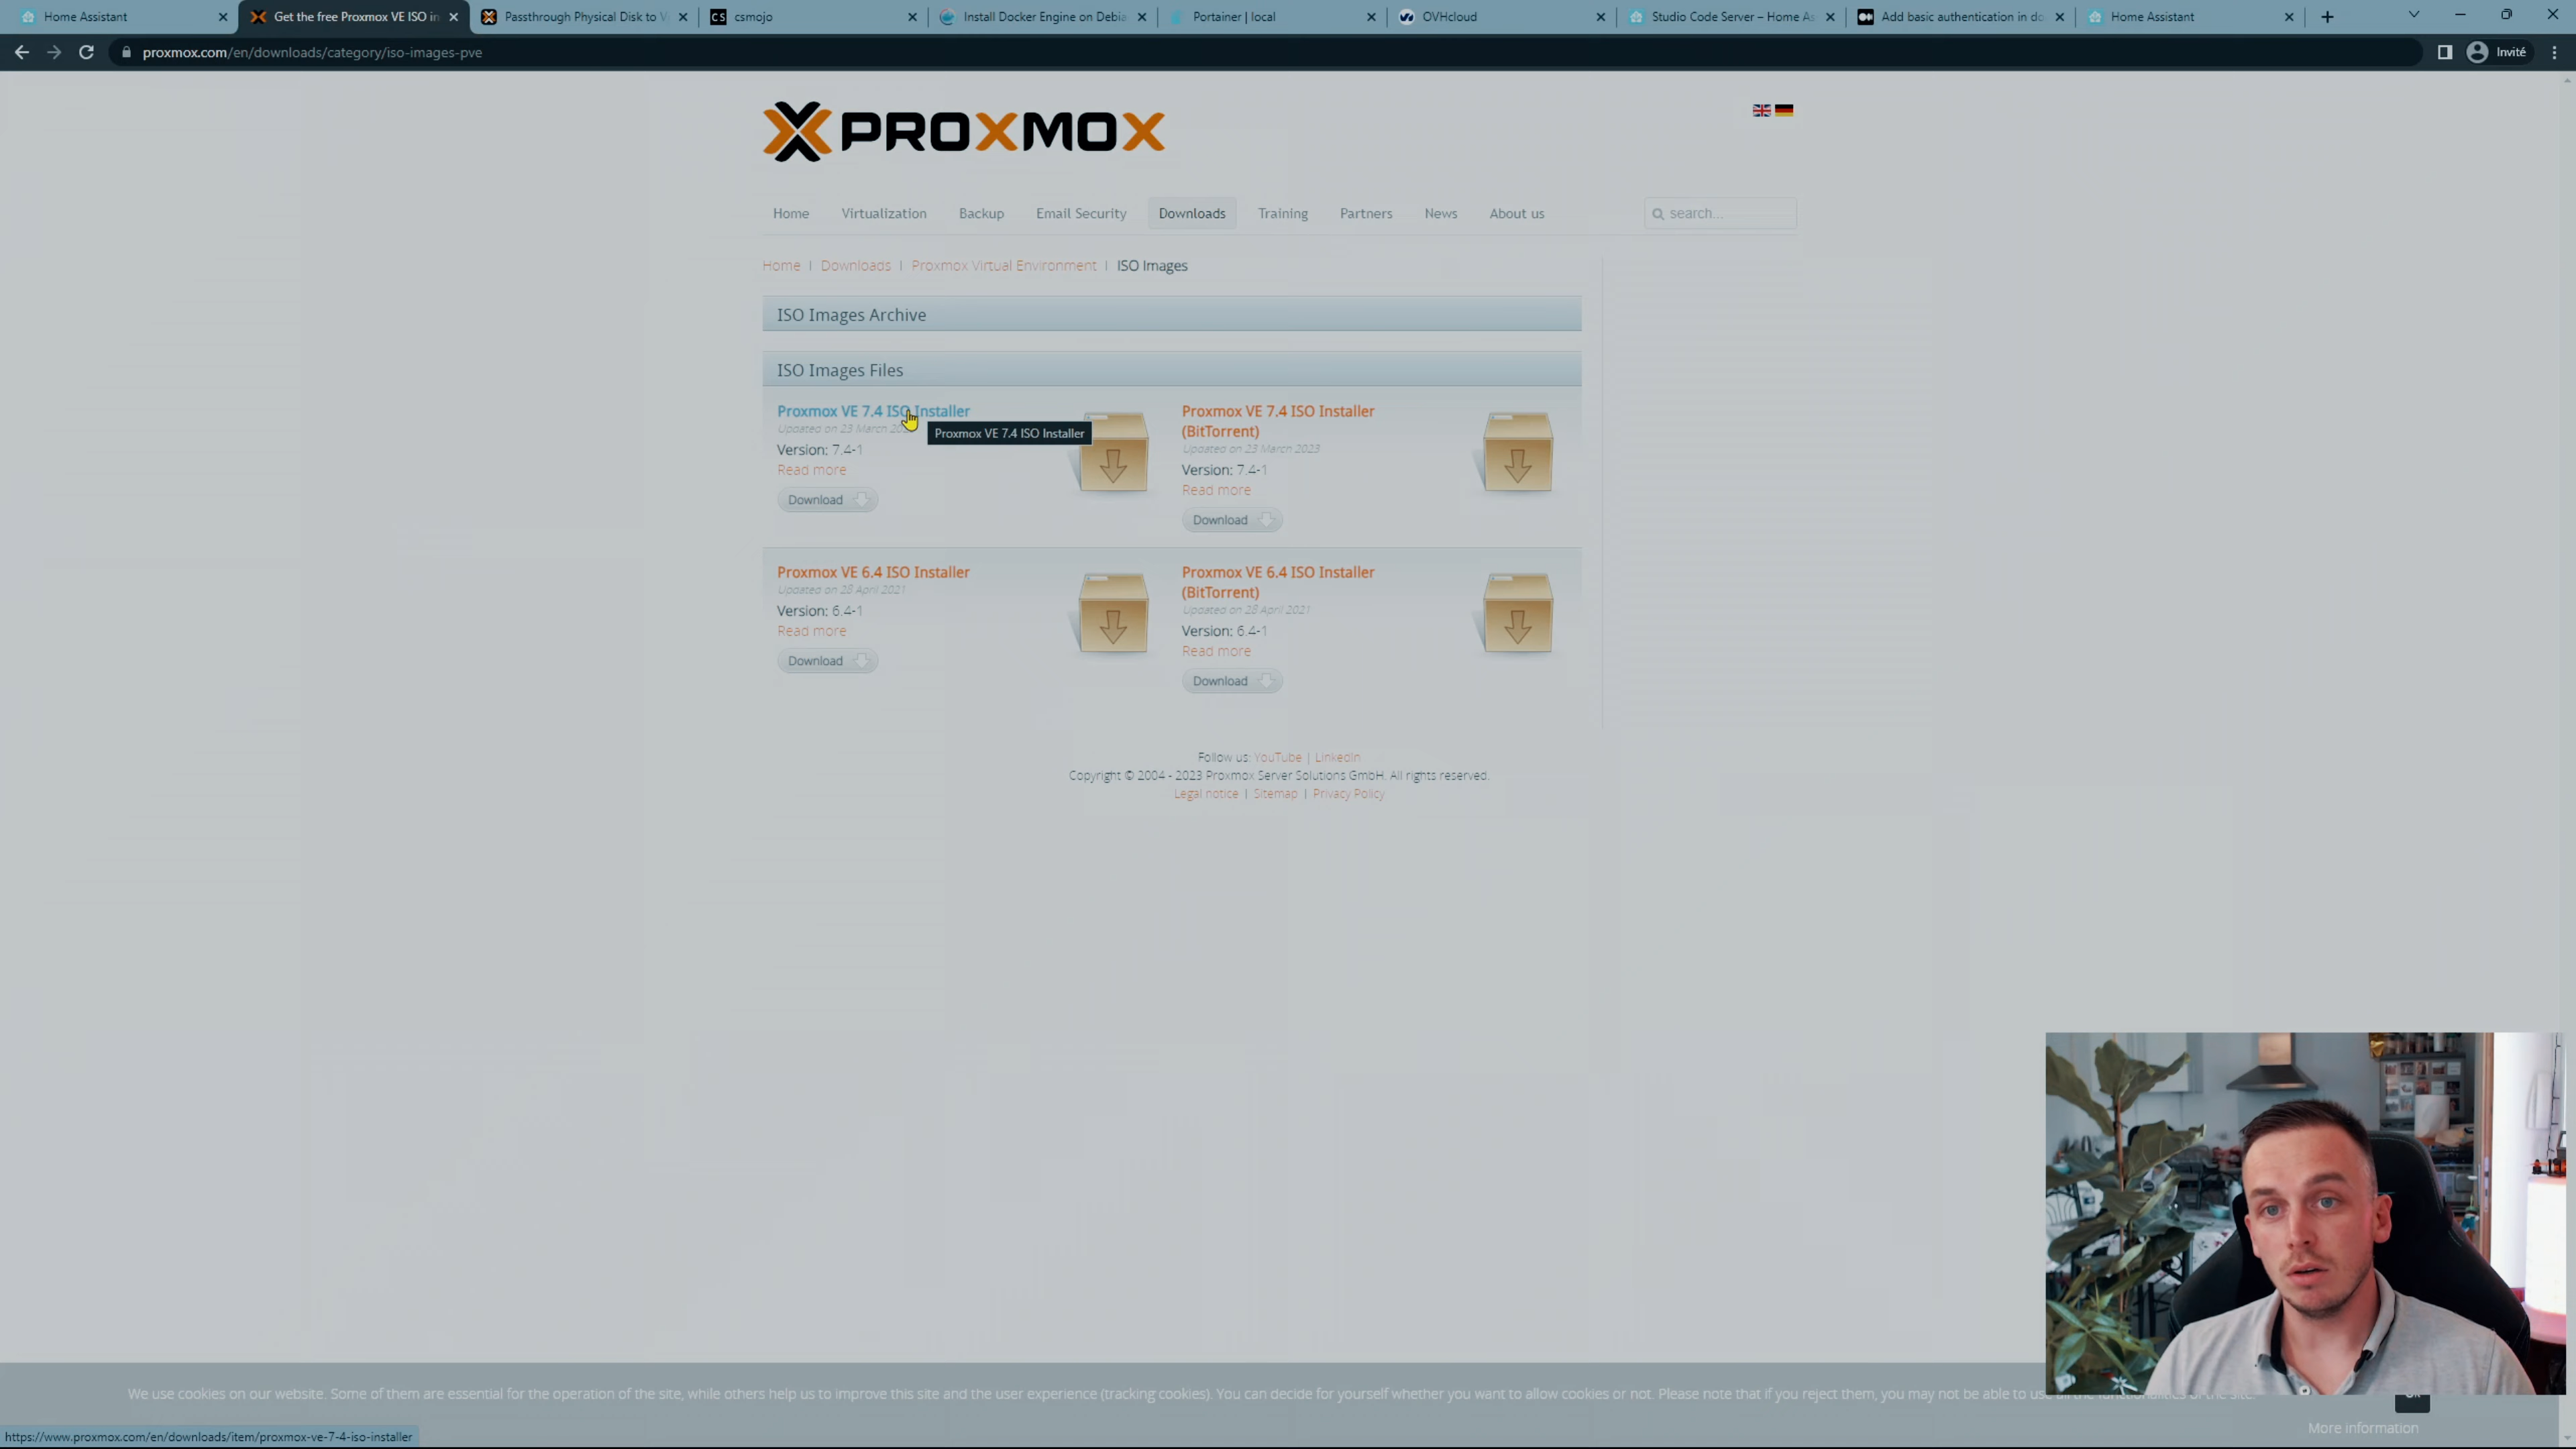 Home Assistant
Get the free Proxmox VE ISO in
Passthrough Physical Disk to V
CS csmojo
Install Docker Engine on Debia
Portainer | local
OVHcloud
Studio Code Server – Home As
Add basic authentication in do
Home Assistant
proxmox.com/en/downloads/category/iso-images-pve
Invité
PROXMOX
Home Virtualization Backup Email Security Downloads Training Partners News About us
search...
Home | Downloads | Proxmox Virtual Environment | ISO Images
ISO Images Archive
ISO Images Files
Proxmox VE 7.4 ISO Installer
Updated on 23 March
Proxmox VE 7.4 ISO Installer
Version: 7.4-1
Read more
Download
Proxmox VE 7.4 ISO Installer
(BitTorrent)
Updated on 23 March 2023
Version: 7.4-1
Read more
Download
Proxmox VE 6.4 ISO Installer
Updated on 28 April 2021
Version: 6.4-1
Read more
Download
Proxmox VE 6.4 ISO Installer
(BitTorrent)
Updated on 28 April 2021
Version: 6.4-1
Read more
Download
Follow us: YouTube | LinkedIn
Copyright © 2004 - 2023 Proxmox Server Solutions GmbH. All rights reserved.
Legal notice | Sitemap | Privacy Policy
We use cookies on our website. Some of them are essential for the operation of the site, while others help us to improve this site and the user experience (tracking cookies). You can decide for yourself whether you want to allow cookies or not. Please note that if you reject them, you may not be able to use all the functionalities of the site.
More information
https://www.proxmox.com/en/downloads/item/proxmox-ve-7-4-iso-installer